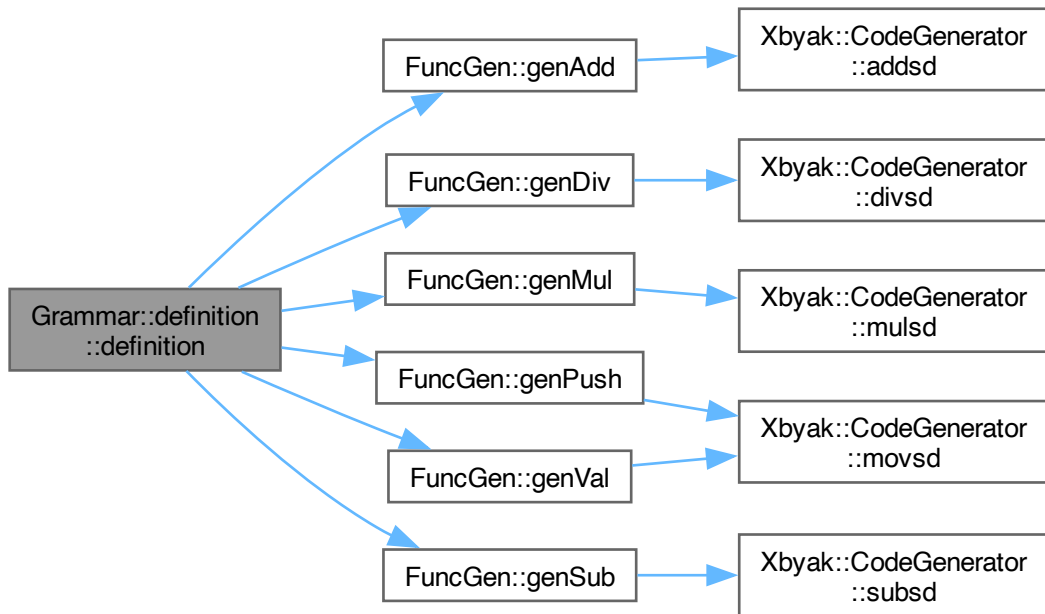 Grammar::definition
::definition
FuncGen::genAdd
Xbyak::CodeGenerator
::addsd
FuncGen::genDiv
Xbyak::CodeGenerator
::divsd
FuncGen::genMul
Xbyak::CodeGenerator
::mulsd
FuncGen::genPush
Xbyak::CodeGenerator
::movsd
FuncGen::genVal
FuncGen::genSub
Xbyak::CodeGenerator
::subsd